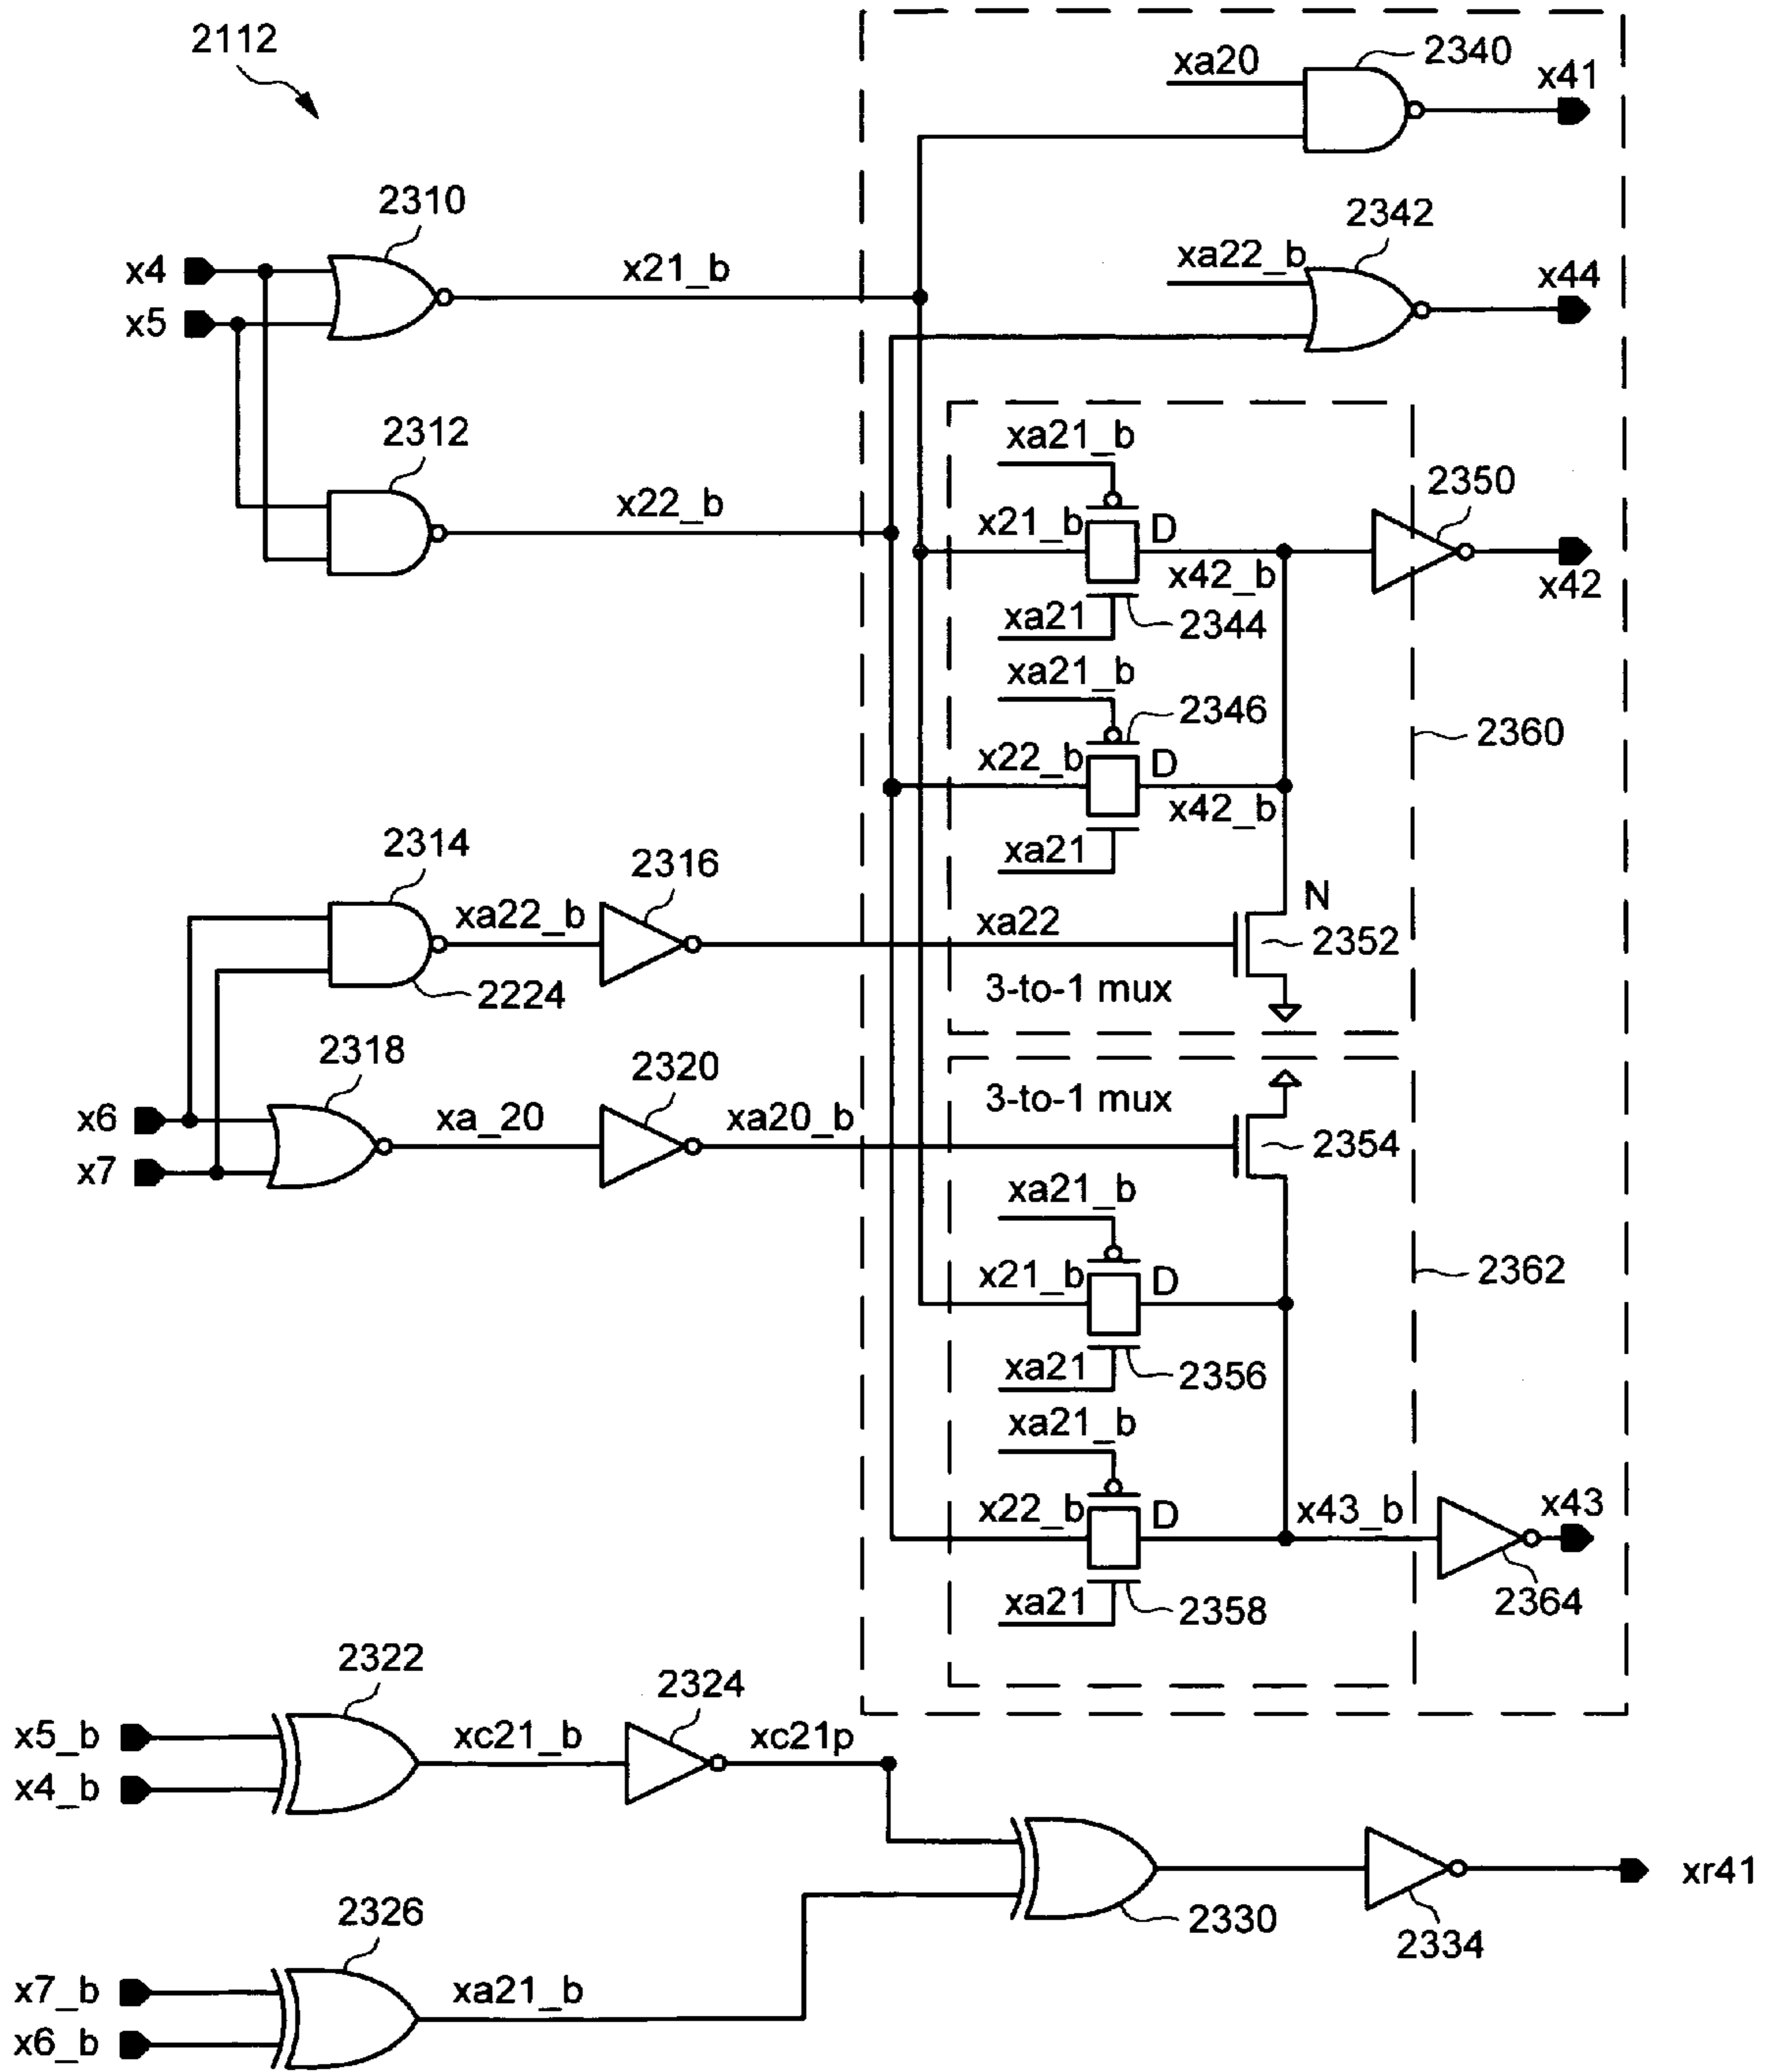 2112
xa20
2340
x41
2310
2342
x4
x21_b
xa22_b
x44
x5
2312
xa21_b
2350
x22_b
x21_b
D
x42_b
x42
xa21
2344
xa21_b
2346
2360
x22_b
D
x42_b
2314
2316
xa21
xa22_b
xa22
N
2352
2224
3-to-1 mux
2318
2320
3-to-1 mux
x6
xa_20
xa20_b
2354
x7
xa21_b
2362
x21_b
D
xa21
2356
xa21_b
x22_b
D
x43_b
x43
xa21
2358
2364
2322
2324
x5_b
xc21_b
xc21p
x4_b
xr41
2326
2330
2334
x7_b
xa21_b
x6_b